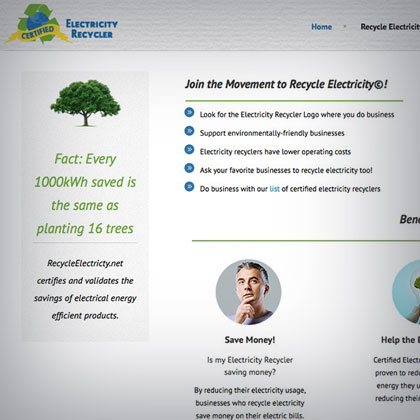 CERTIFIED
ELECTRICITY
RECYCLER
Home
Recycle Electricit
Join the Movement to Recycle Electricity©!
Look for the Electricity Recycler Logo where you do business
Support environmentally-friendly businesses
Electricity recyclers have lower operating costs
Ask your favorite businesses to recycle electricity too!
Do business with our list of certified electricity recyclers
Fact: Every
1000kWh saved is
the same as
planting 16 trees
RecycleElectricty.net
certifies and validates the
savings of electrical energy
efficient products.
Bene
Save Money!
Is my Electricity Recycler
saving money?
By reducing their electricity usage,
businesses who recycle electricity
save money on their electric bills.
Help the E
Certified Elect
proven to redu
energy they u
by reducing th